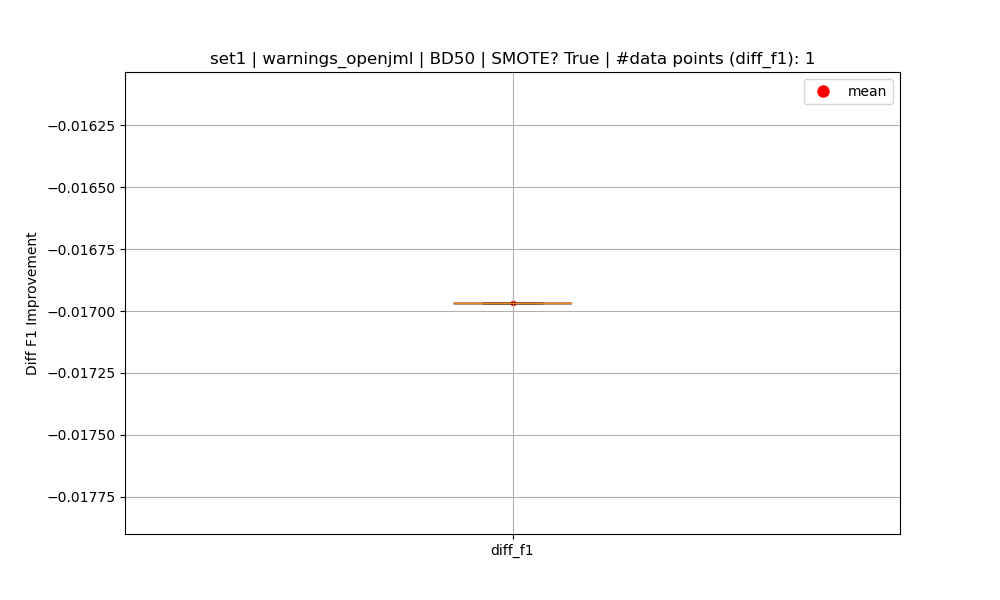 set1 | warnings_openjml | BD50 | SMOTE? True | #data points (diff_f1): 1
mean
−0.01625
−0.01650
−0.01675
−0.01700
−0.01725
−0.01750
−0.01775
Diff F1 Improvement
diff_f1